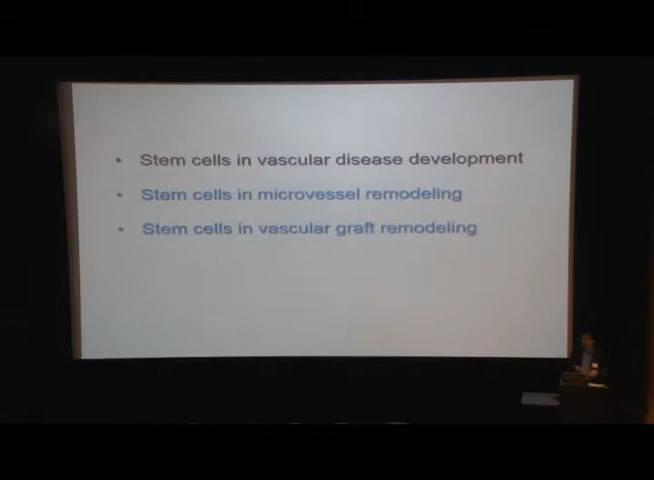 • Stem cells in vascular disease development
• Stem cells in microvessel remodeling
• Stem cells in vascular graft remodeling